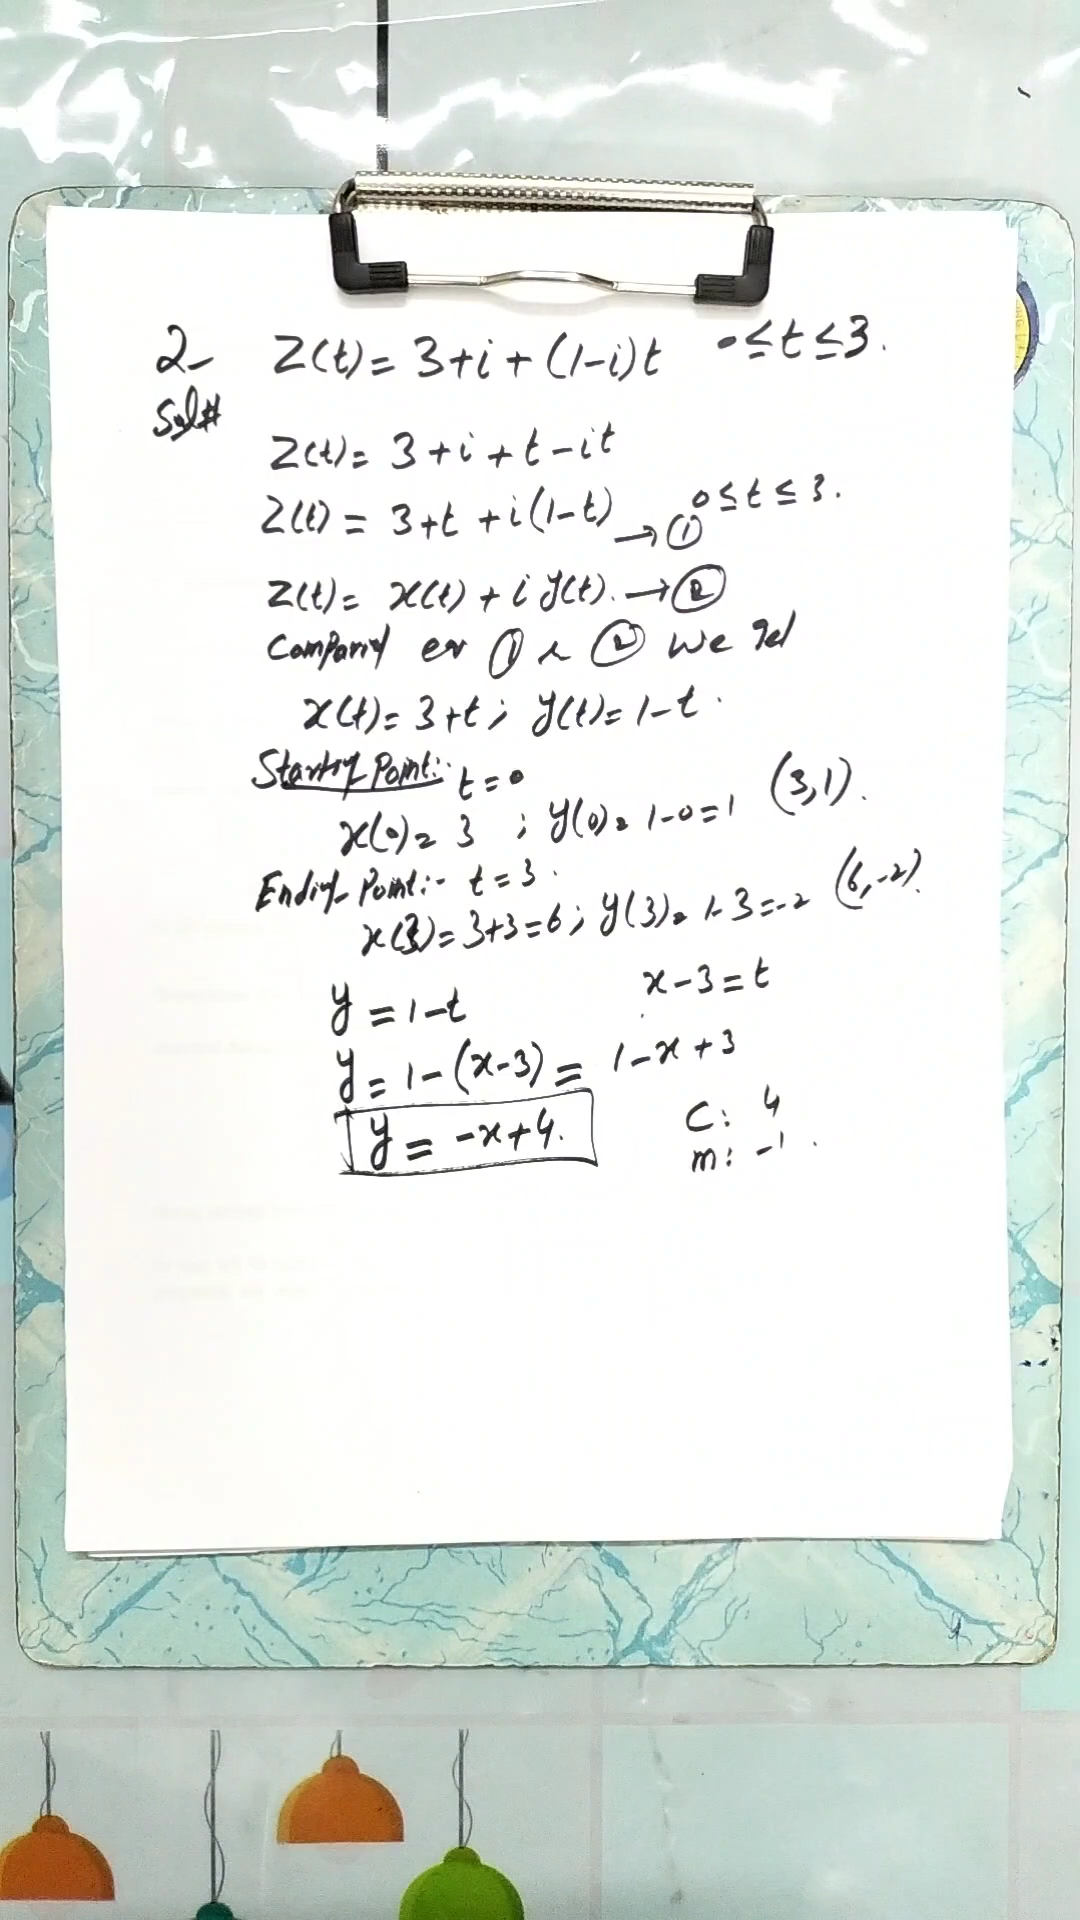 2- Z(t) = 3+i + (1-i)t 0≤t≤3.
Sol#
Z(t) = 3+i+t-it
Z(t) = 3+t+i(1-t) → ① 0≤t≤3.
Z(t) = x(t) + i y(t). → ②
Comparing eq ① & ② we get
x(t) = 3+t ; y(t) = 1-t.
Starting Point:- t=0
x(0) = 3 ; y(0) = 1-0=1 (3,1).
Ending Point:- t=3.
x(3) = 3+3=6 ; y(3) = 1-3=-2 (6,-2).
y = 1-t x-3=t
y = 1-(x-3) = 1-x+3
y = -x+4. C: 4
m: -1.